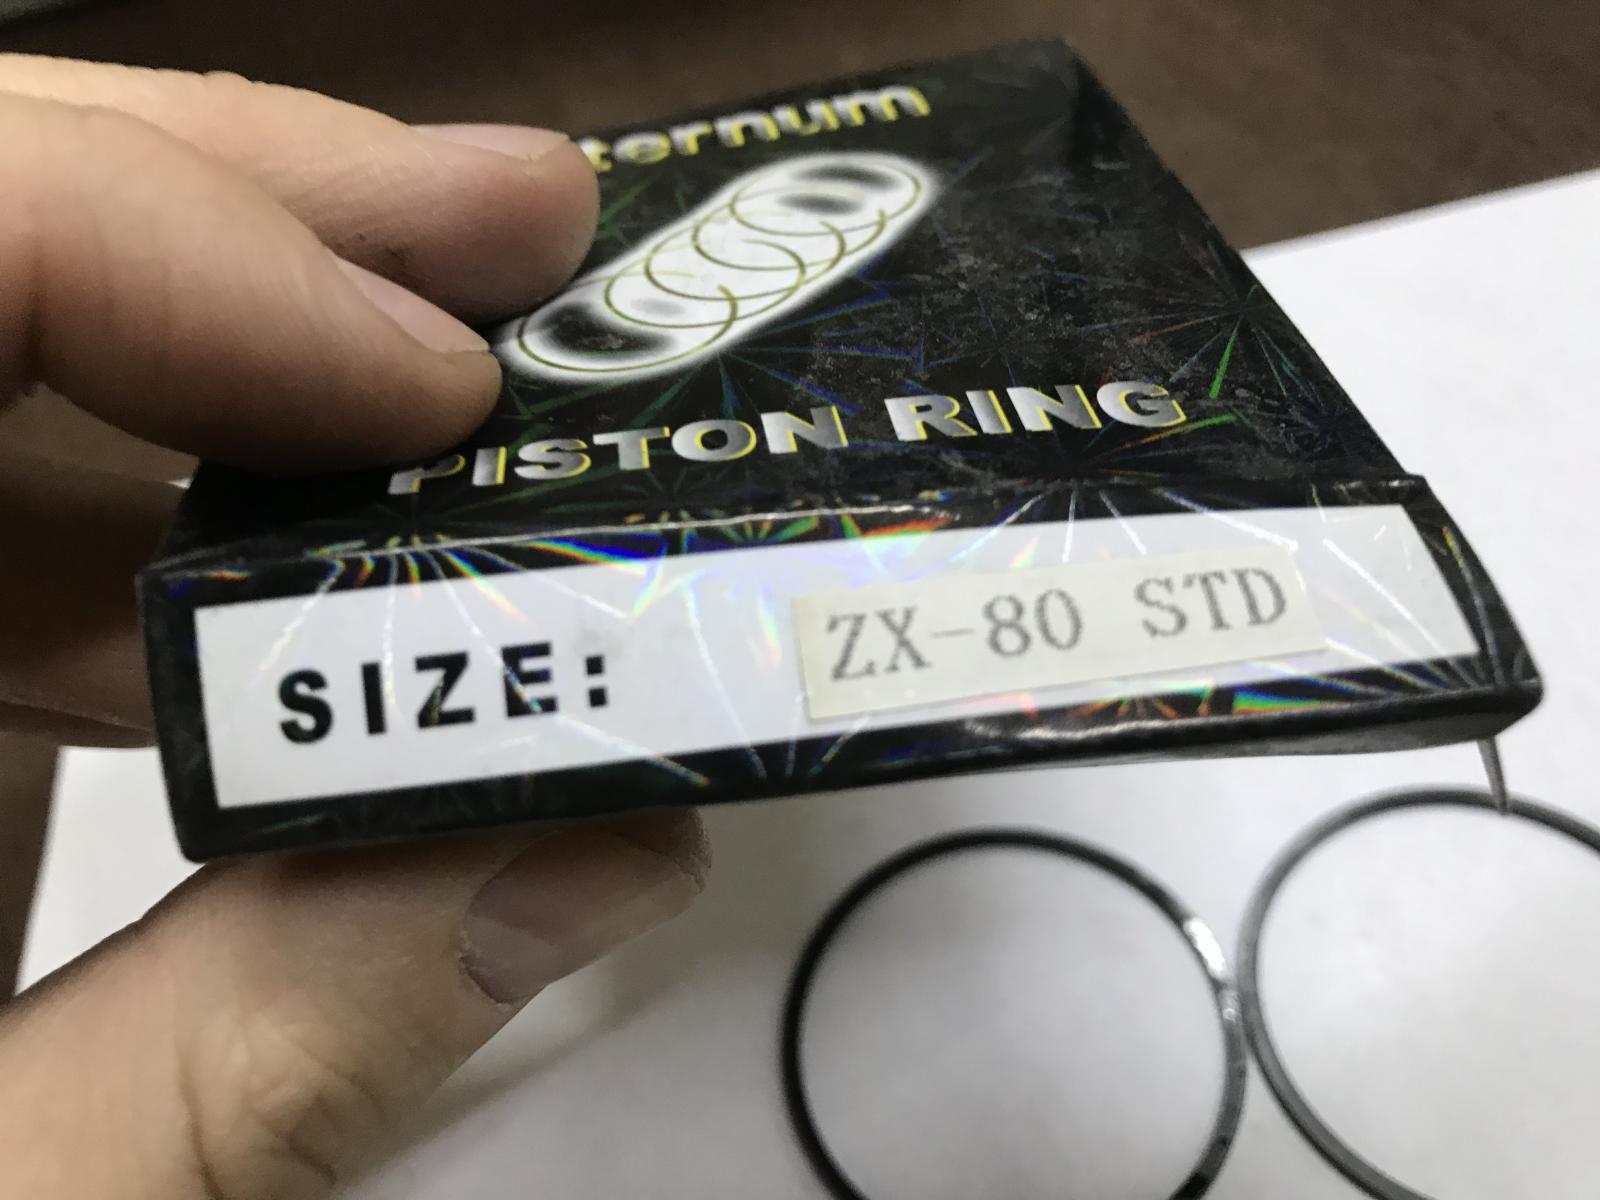 ternum
PISTON RING
SIZE: ZX-80 STD